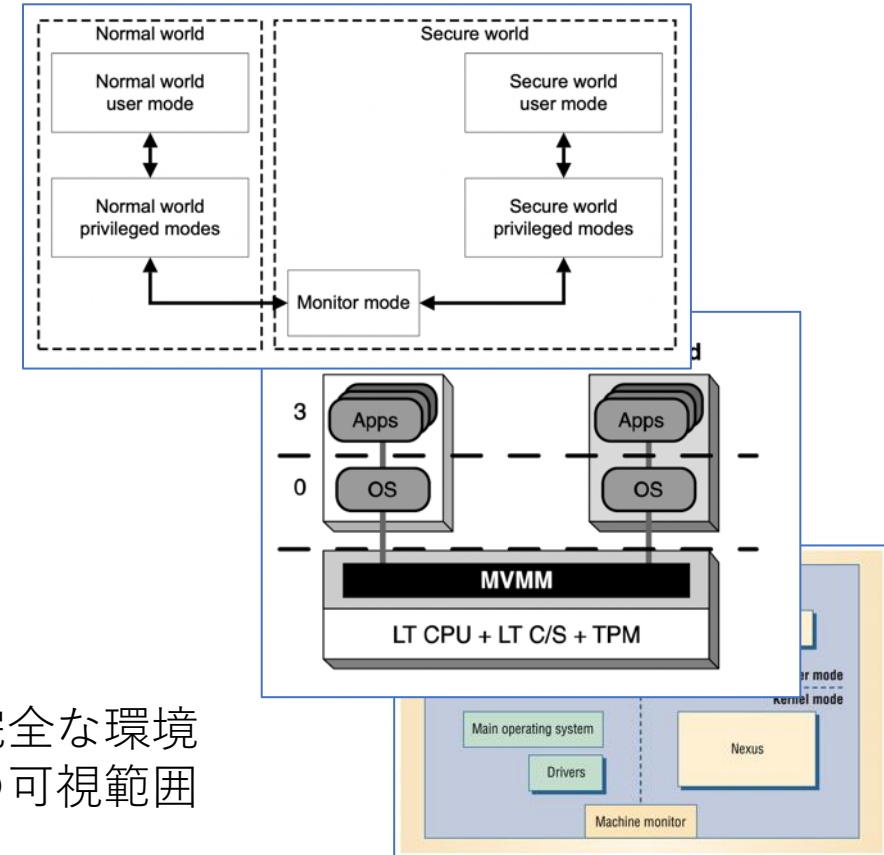 Normal world
Secure world
Normal world
user mode
Secure world
user mode
Normal world
privileged modes
Secure world
privileged modes
Monitor mode
3
Apps
Apps
0
OS
OS
MVMM
LT CPU + LT C/S + TPM
mode
Kernel mode
Main operating system
Nexus
Drivers
Machine monitor
完全な環境
可視範囲